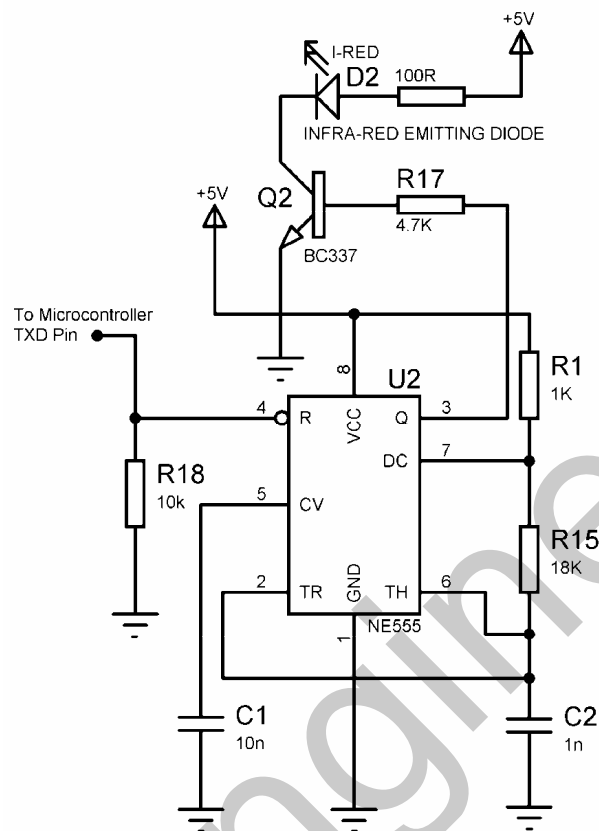 +5V
I-RED
D2
100R
INFRA-RED EMITTING DIODE
+5V
Q2
R17
4.7K
BC337
To Microcontroller
TXD Pin
8
U2
R1
1K
4
R
VCC
Q
3
DC
7
R18
10k
5
CV
R15
18K
2
TR
GND
TH
6
1
NE555
C1
10n
C2
1n
ngine